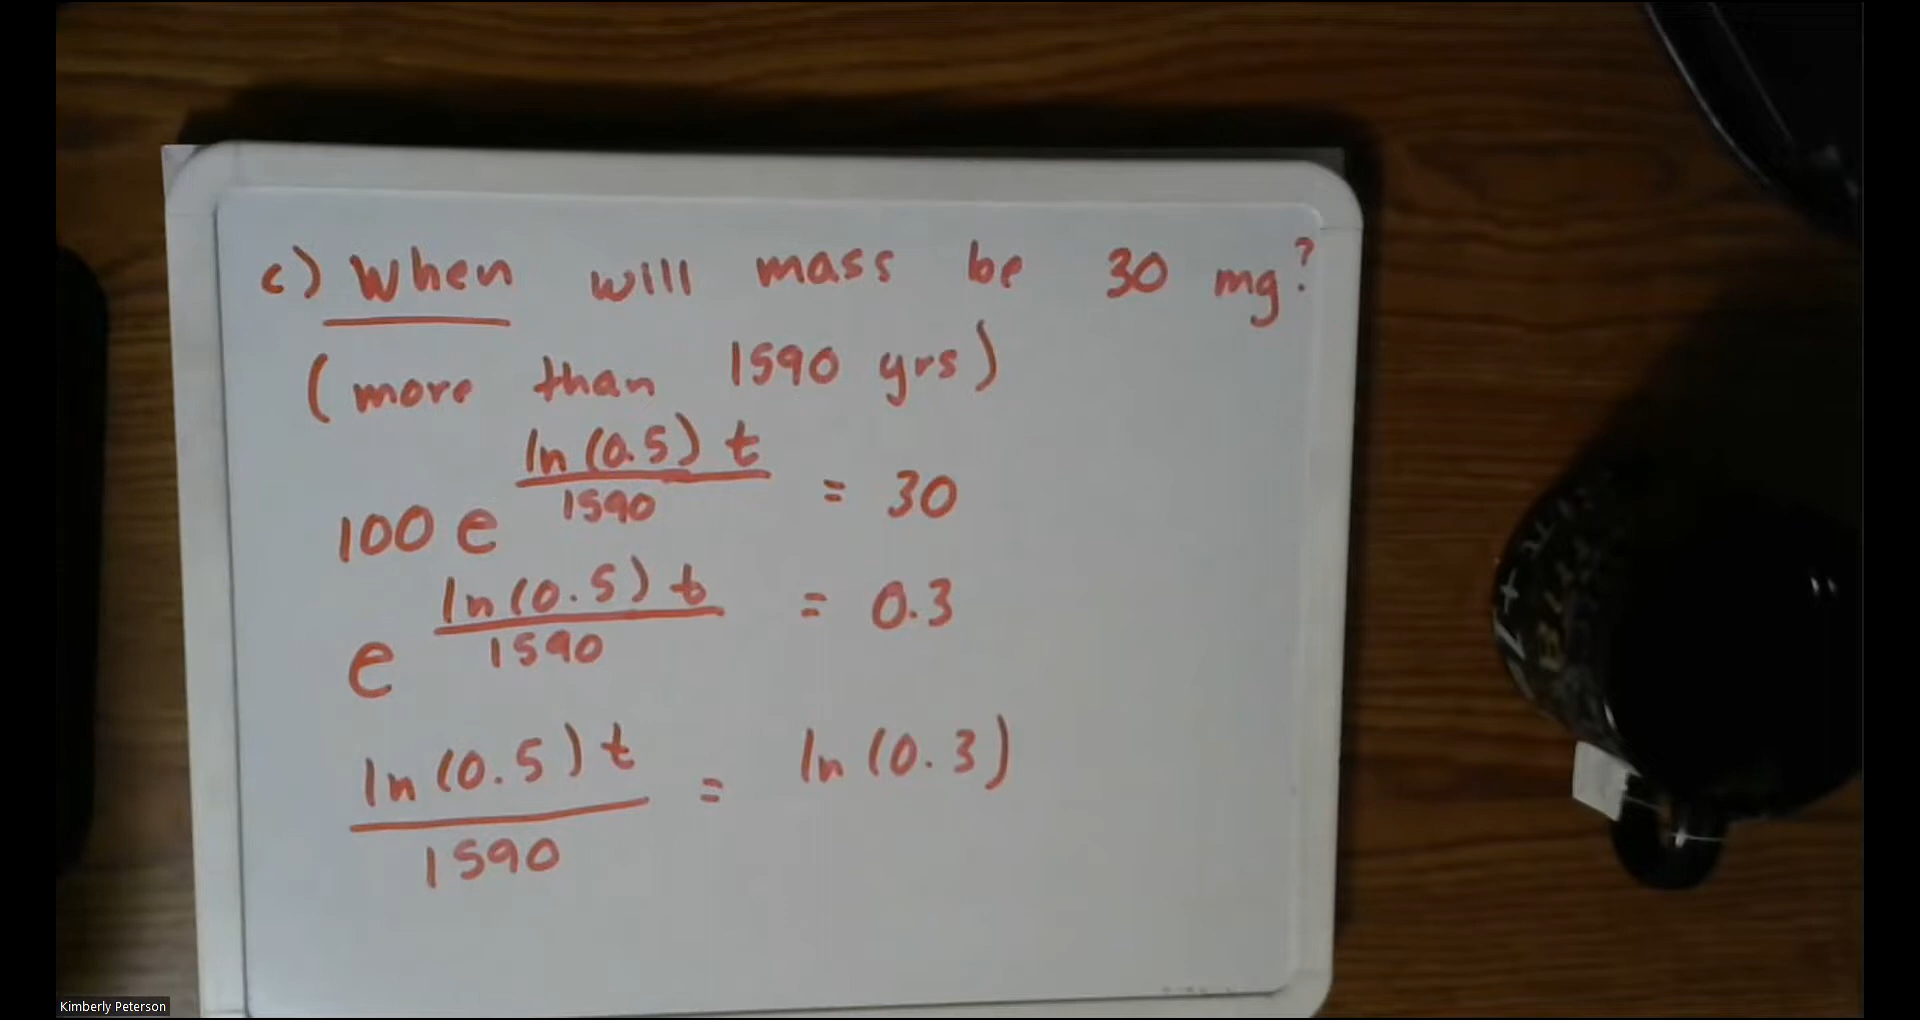 c) When will mass be 30 mg?
(more than 1590 yrs)
100 e^(ln(0.5) t / 1590) = 30
e^(ln(0.5) t / 1590) = 0.3
ln(0.5) t / 1590 = ln(0.3)
Kimberly Peterson